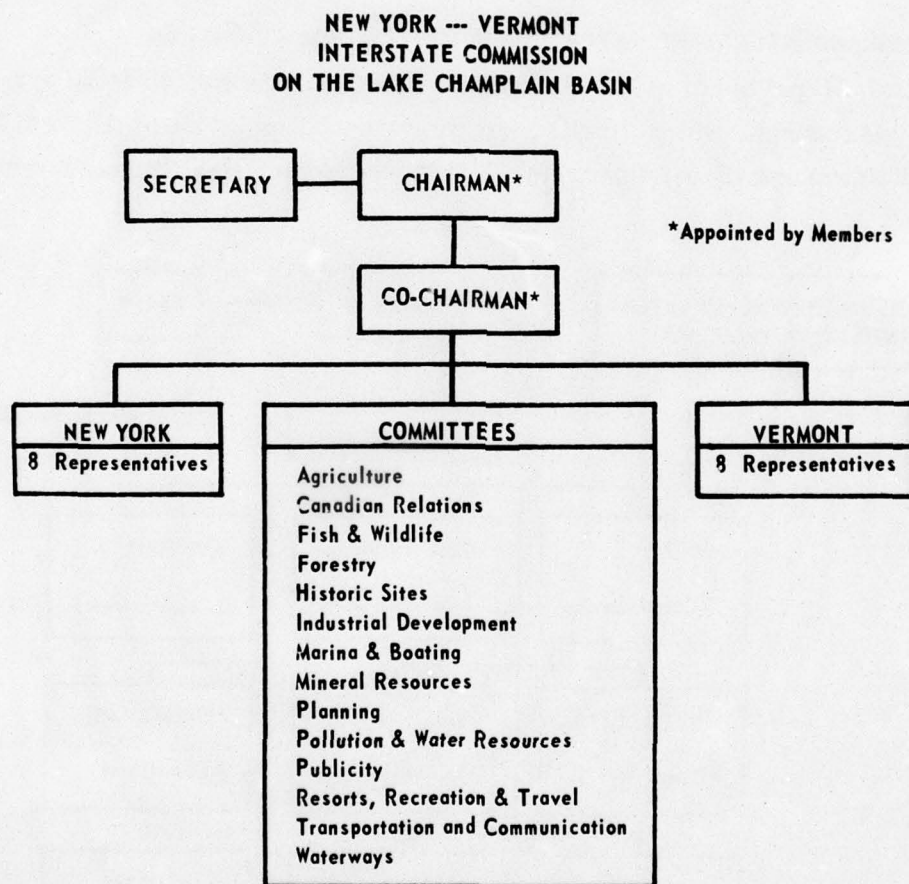 NEW YORK --- VERMONT
INTERSTATE COMMISSION
ON THE LAKE CHAMPLAIN BASIN
SECRETARY
CHAIRMAN*
*Appointed by Members
CO-CHAIRMAN*
NEW YORK
8 Representatives
COMMITTEES
Agriculture
Canadian Relations
Fish & Wildlife
Forestry
Historic Sites
Industrial Development
Marina & Boating
Mineral Resources
Planning
Pollution & Water Resources
Publicity
Resorts, Recreation & Travel
Transportation and Communication
Waterways
VERMONT
8 Representatives